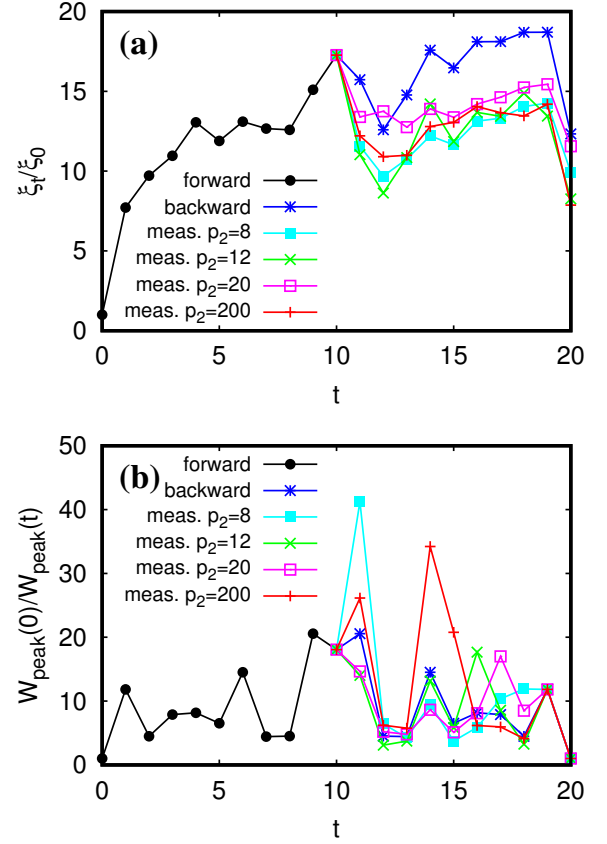 (a)
20
15
10
5
0
ξt/ξ0
forward
backward
meas. p2=8
meas. p2=12
meas. p2=20
meas. p2=200
0 5 10 15 20
t
(b)
50
40
30
20
10
0
Wpeak(0)/Wpeak(t)
forward
backward
meas. p2=8
meas. p2=12
meas. p2=20
meas. p2=200
0 5 10 15 20
t